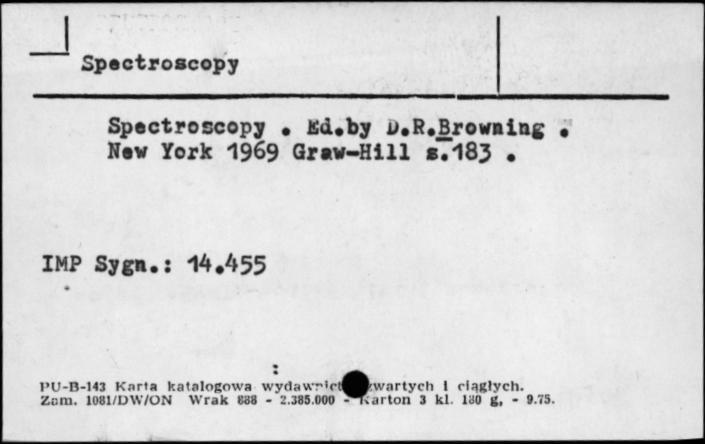 Spectroscopy
Spectroscopy . Ed.by D.R.Browning .
New York 1969 Graw-Hill s.183 .
IMP Sygn.: 14.455
PU-B-143 Karta katalogowa wydawnict zwartych i ciągłych.
Zam. 1081/DW/ON Wrak 888 - 2.385.000 - Karton 3 kl. 180 g, - 9.75.